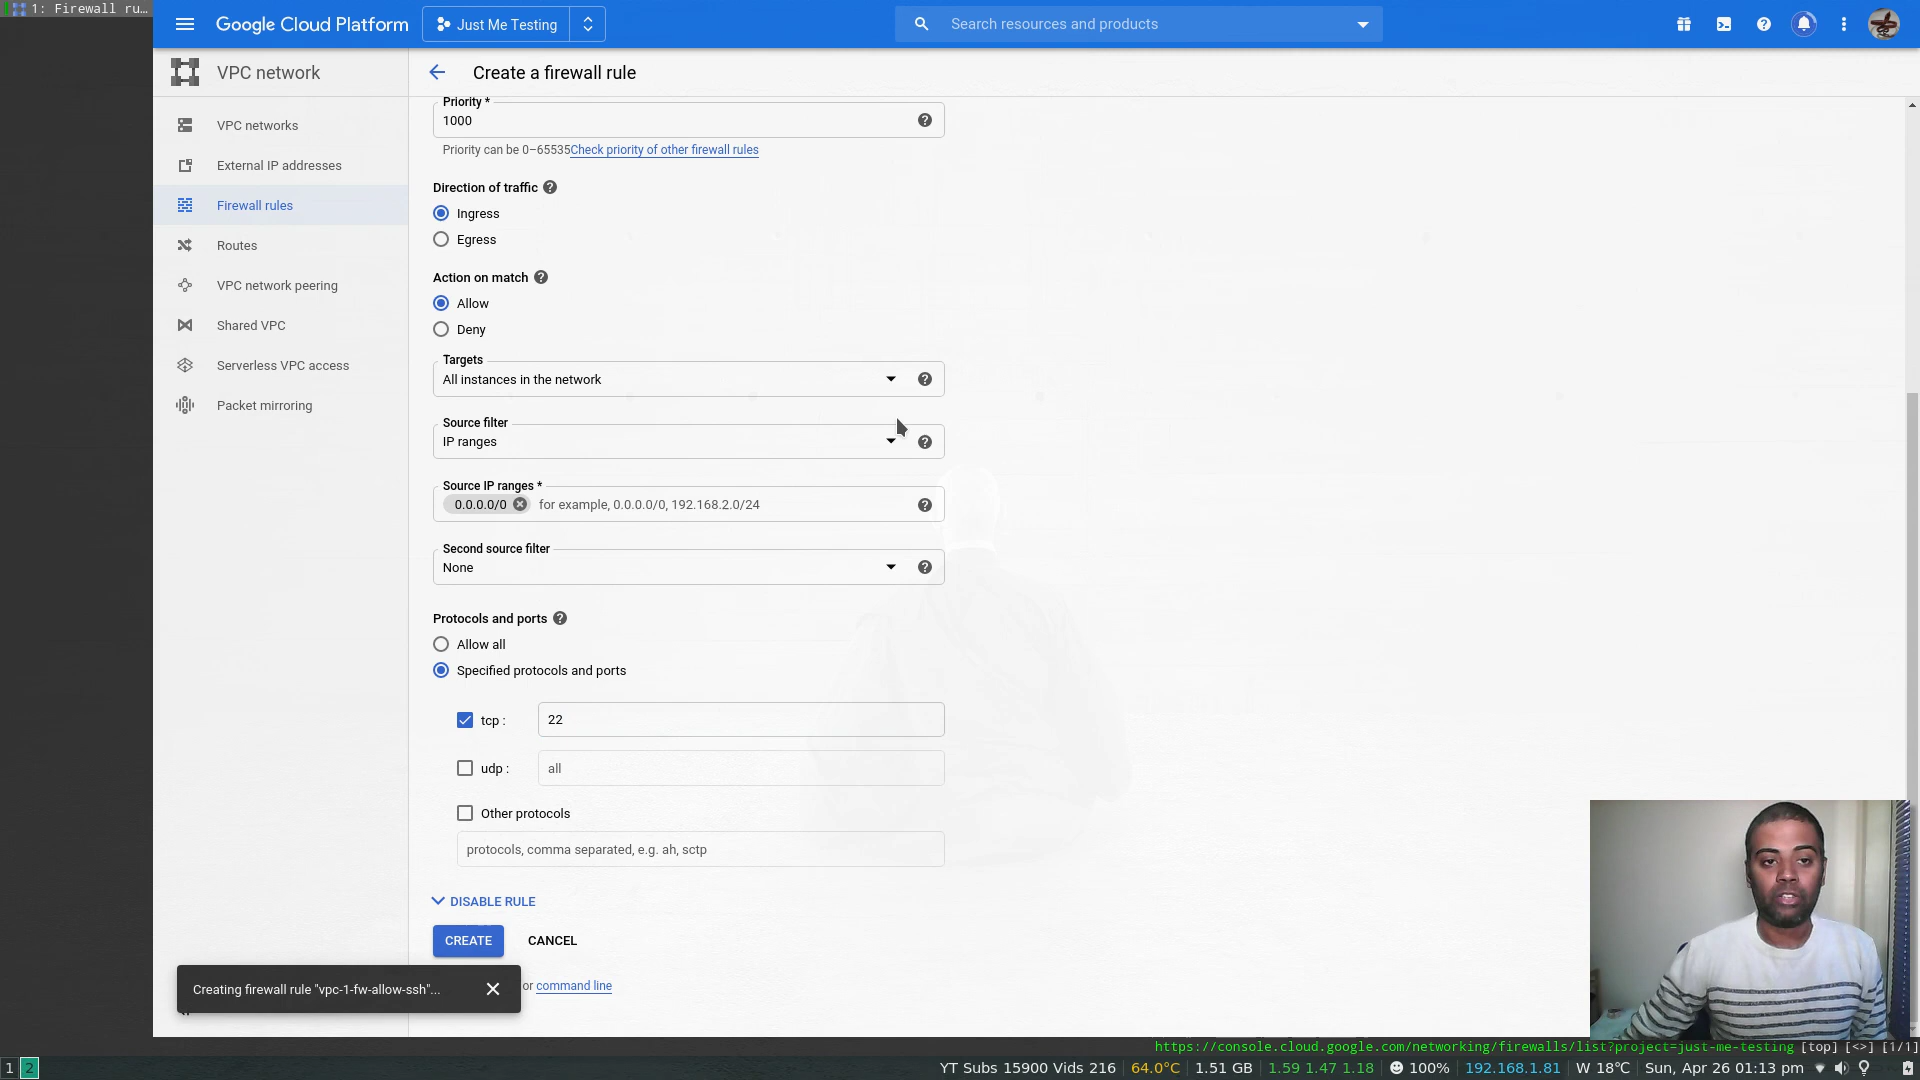 1: Firewall ru…
Google Cloud Platform
Just Me Testing
Search resources and products
VPC network
Create a firewall rule
VPC networks
External IP addresses
Firewall rules
Routes
VPC network peering
Shared VPC
Serverless VPC access
Packet mirroring
Priority *
1000
Priority can be 0–65535Check priority of other firewall rules
Direction of traffic
Ingress
Egress
Action on match
Allow
Deny
Targets
All instances in the network
Source filter
IP ranges
Source IP ranges *
0.0.0.0/0 for example, 0.0.0.0/0, 192.168.2.0/24
Second source filter
None
Protocols and ports
Allow all
Specified protocols and ports
tcp : 22
udp : all
Other protocols
protocols, comma separated, e.g. ah, sctp
DISABLE RULE
CREATE CANCEL
Creating firewall rule "vpc-1-fw-allow-ssh"...
or command line
https://console.cloud.google.com/networking/firewalls/list?project=just-me-testing [top] [<>] [1/1]
1 2 YT Subs 15900 Vids 216 64.0°C 1.51 GB 1.59 1.47 1.18 100% 192.168.1.81 W 18°C Sun, Apr 26 01:13 pm